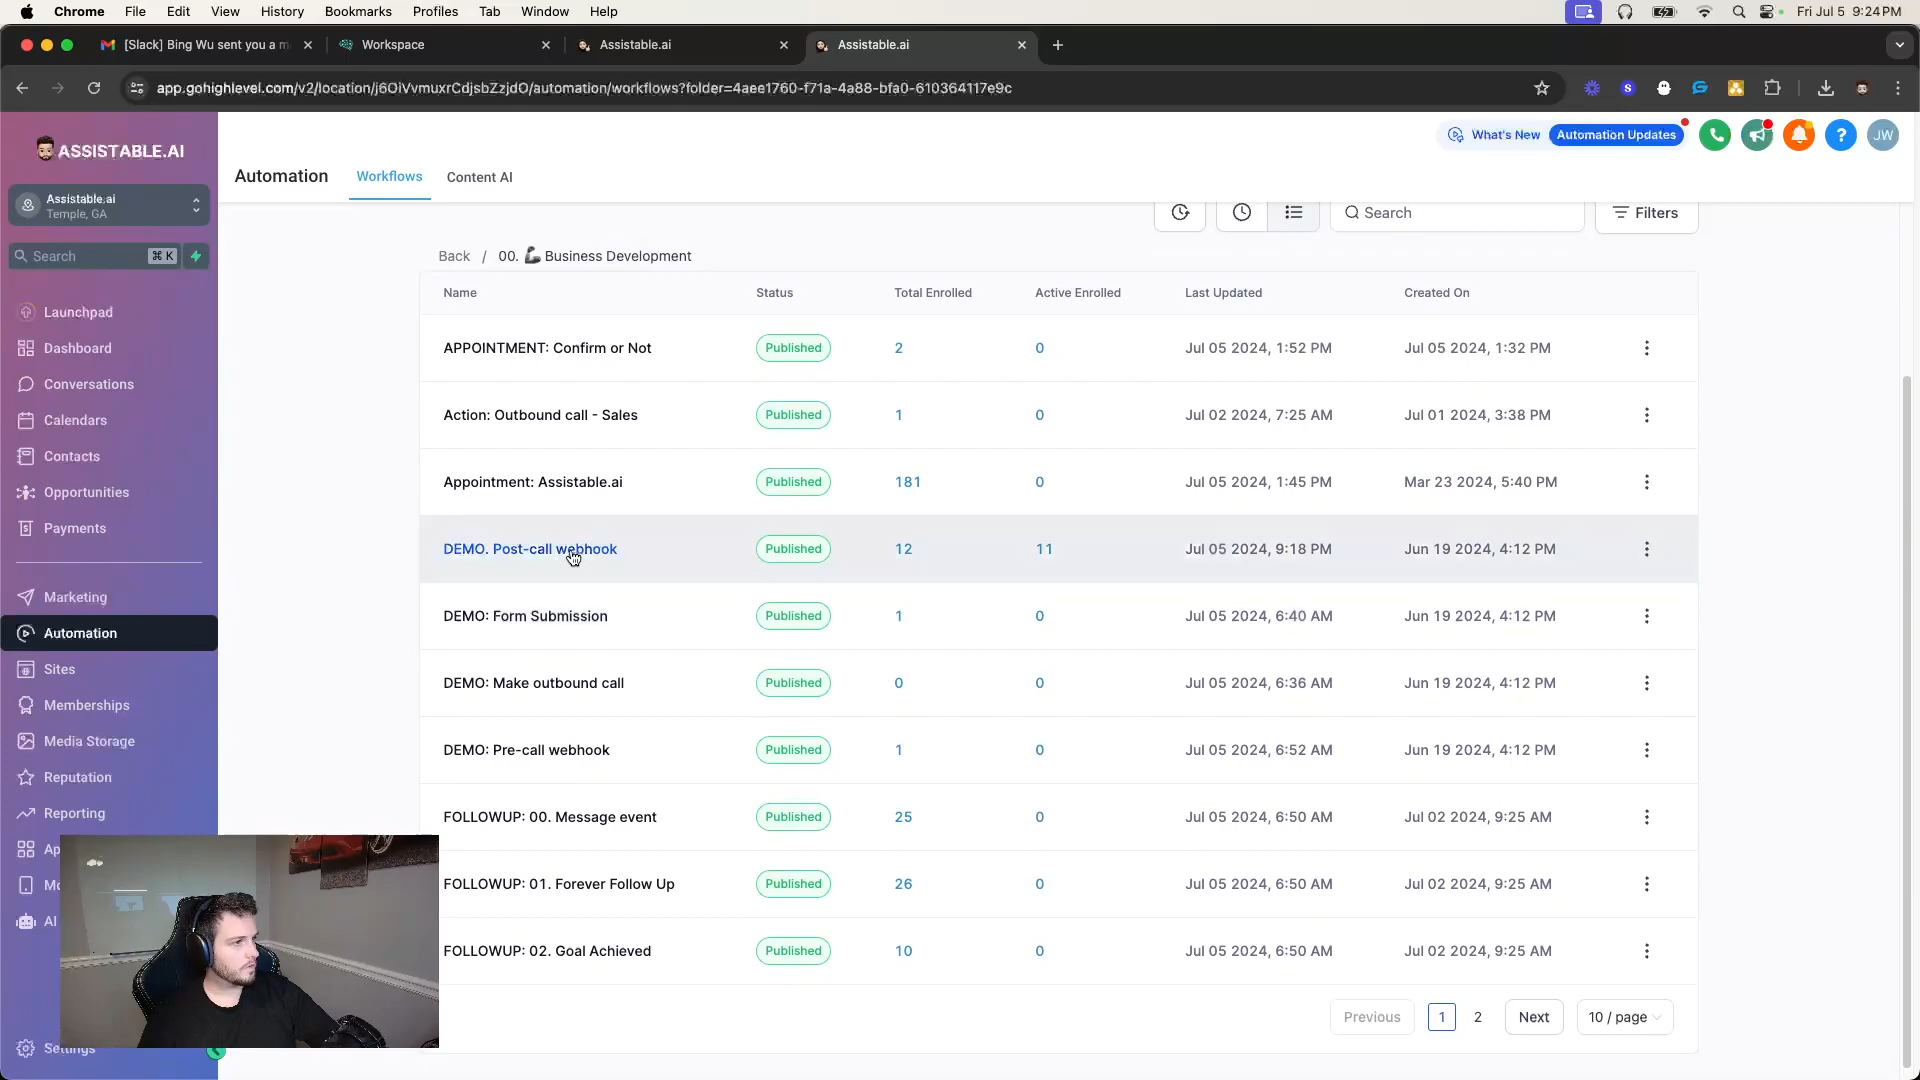 Chrome File Edit View History Bookmarks Profiles Tab Window Help Fri Jul 5 9:24 PM
[Slack] Bing Wu sent you a m Workspace Assistable.ai Assistable.ai
app.gohighlevel.com/v2/location/j6OiVvmuxrCdjsbZzjdO/automation/workflows?folder=4aee1760-f71a-4a88-bfa0-610364117e9c
What's New Automation Updates ? JW
ASSISTABLE.AI
Automation Workflows Content AI
Assistable.ai
Temple, GA
Search Filters
Search ⌘ K
Back / 00. 🦾 Business Development
Name Status Total Enrolled Active Enrolled Last Updated Created On
APPOINTMENT: Confirm or Not Published 2 0 Jul 05 2024, 1:52 PM Jul 05 2024, 1:32 PM
Action: Outbound call - Sales Published 1 0 Jul 02 2024, 7:25 AM Jul 01 2024, 3:38 PM
Appointment: Assistable.ai Published 181 0 Jul 05 2024, 1:45 PM Mar 23 2024, 5:40 PM
DEMO. Post-call webhook Published 12 11 Jul 05 2024, 9:18 PM Jun 19 2024, 4:12 PM
DEMO: Form Submission Published 1 0 Jul 05 2024, 6:40 AM Jun 19 2024, 4:12 PM
DEMO: Make outbound call Published 0 0 Jul 05 2024, 6:36 AM Jun 19 2024, 4:12 PM
DEMO: Pre-call webhook Published 1 0 Jul 05 2024, 6:52 AM Jun 19 2024, 4:12 PM
FOLLOWUP: 00. Message event Published 25 0 Jul 05 2024, 6:50 AM Jul 02 2024, 9:25 AM
FOLLOWUP: 01. Forever Follow Up Published 26 0 Jul 05 2024, 6:50 AM Jul 02 2024, 9:25 AM
FOLLOWUP: 02. Goal Achieved Published 10 0 Jul 05 2024, 6:50 AM Jul 02 2024, 9:25 AM
Previous 1 2 Next 10 / page
Launchpad
Dashboard
Conversations
Calendars
Contacts
Opportunities
Payments
Marketing
Automation
Sites
Memberships
Media Storage
Reputation
Reporting
Ap
Mo
AI
Settings